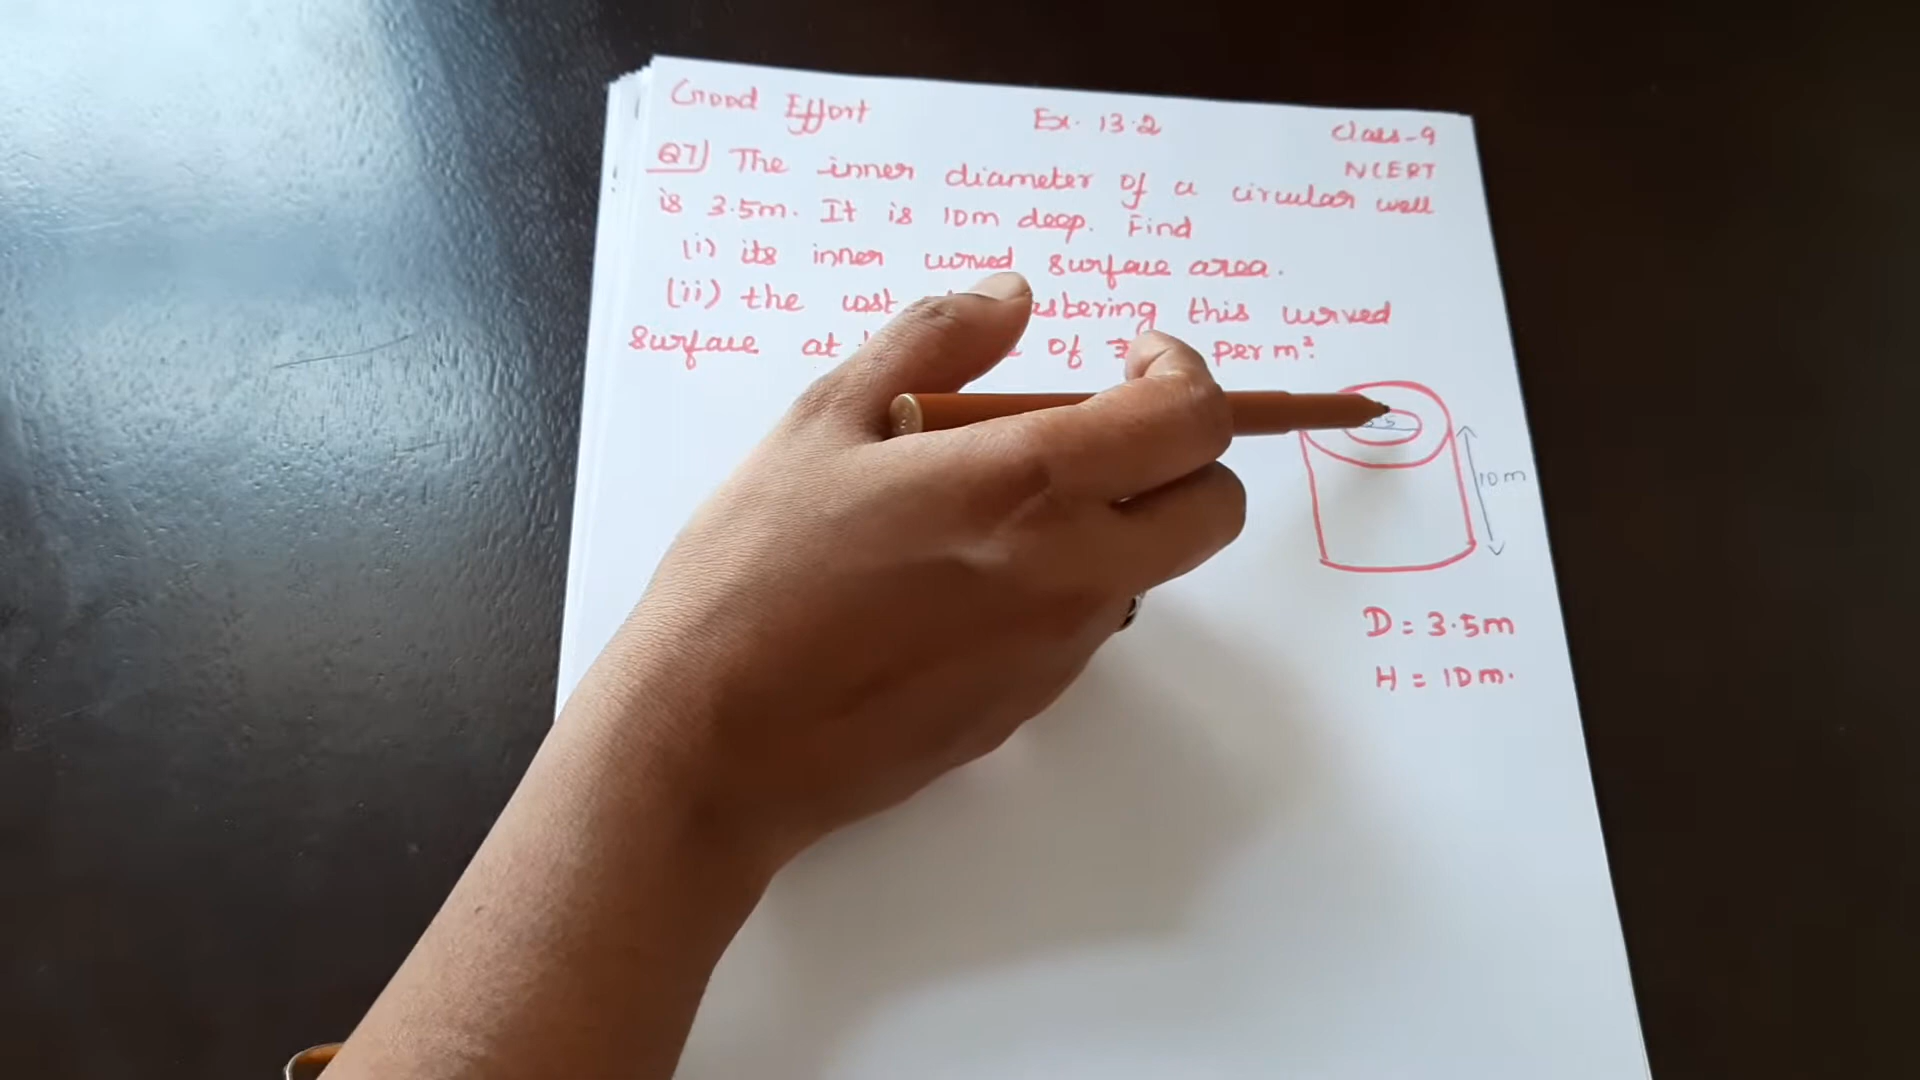 Good Effort Ex. 13.2 Class-9
NCERT
Q7) The inner diameter of a circular well
is 3.5m. It is 10m deep. Find
(i) its inner curved surface area.
(ii) the cost this curved
surface at of per m².
10m
D = 3.5m
H = 10m.